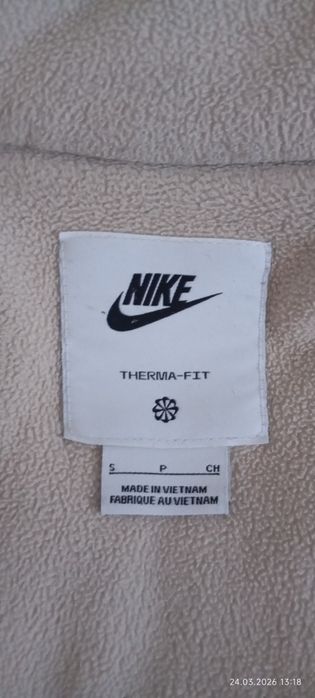 NIKE
THERMA-FIT
S P CH
MADE IN VIETNAM
FABRIQUE AU VIETNAM
24.03.2026 13:18